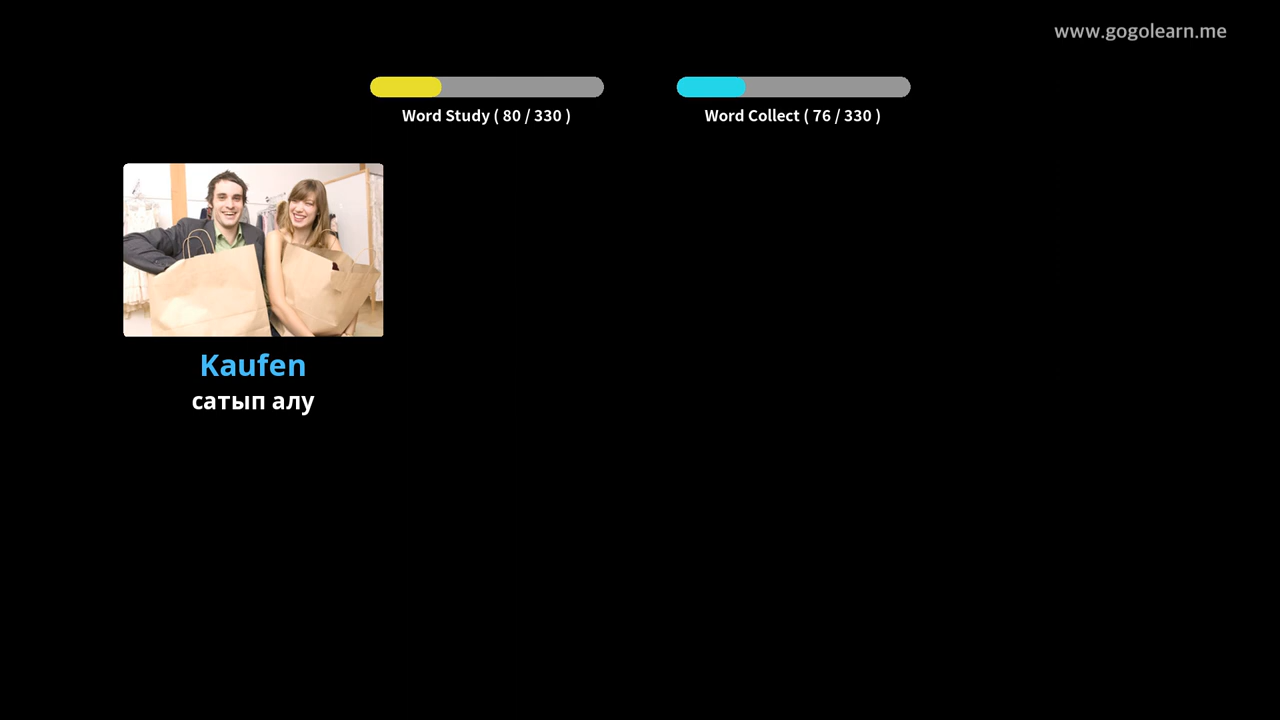 www.gogolearn.me
Word Study ( 80 / 330 )
Word Collect ( 76 / 330 )
Kaufen
сатып алу